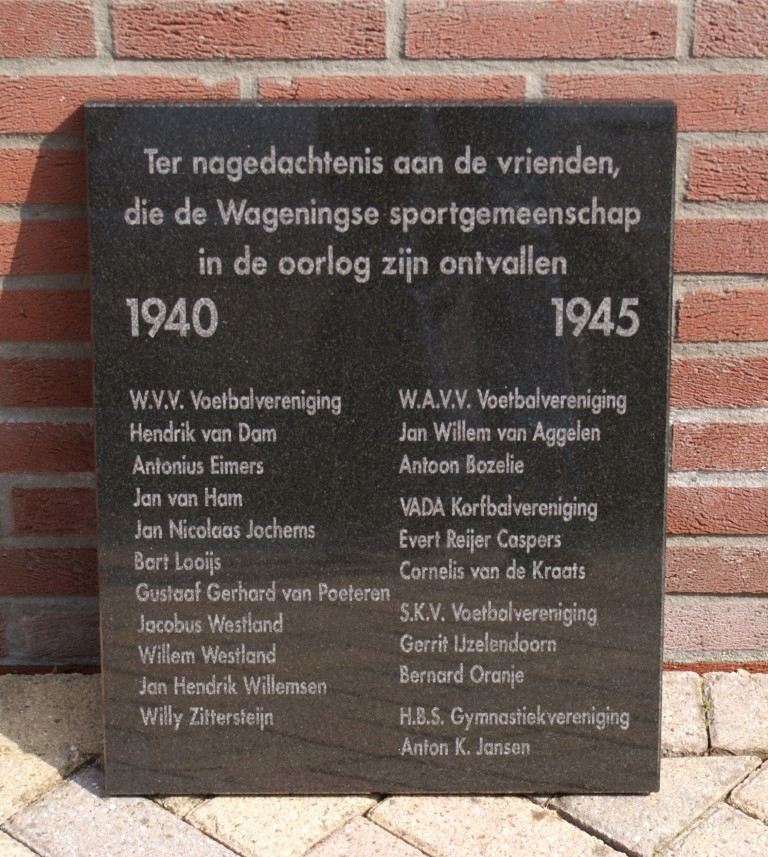 Ter nagedachtenis aan de vrienden,
die de Wageningse sportgemeenschap
in de oorlog zijn ontvallen
1940 1945
W.V.V. Voetbalvereniging
Hendrik van Dam
Antonius Eimers
Jan van Ham
Jan Nicolaas Jochems
Bart Looijs
Gustaaf Gerhard van Poeteren
Jacobus Westland
Willem Westland
Jan Hendrik Willemsen
Willy Zittersteijn
W.A.V.V. Voetbalvereniging
Jan Willem van Aggelen
Antoon Bozelie
VADA Korfbalvereniging
Evert Reijer Caspers
Cornelis van de Kraats
S.K.V. Voetbalvereniging
Gerrit IJzelendoorn
Bernard Oranje
H.B.S. Gymnastiekvereniging
Anton K. Jansen